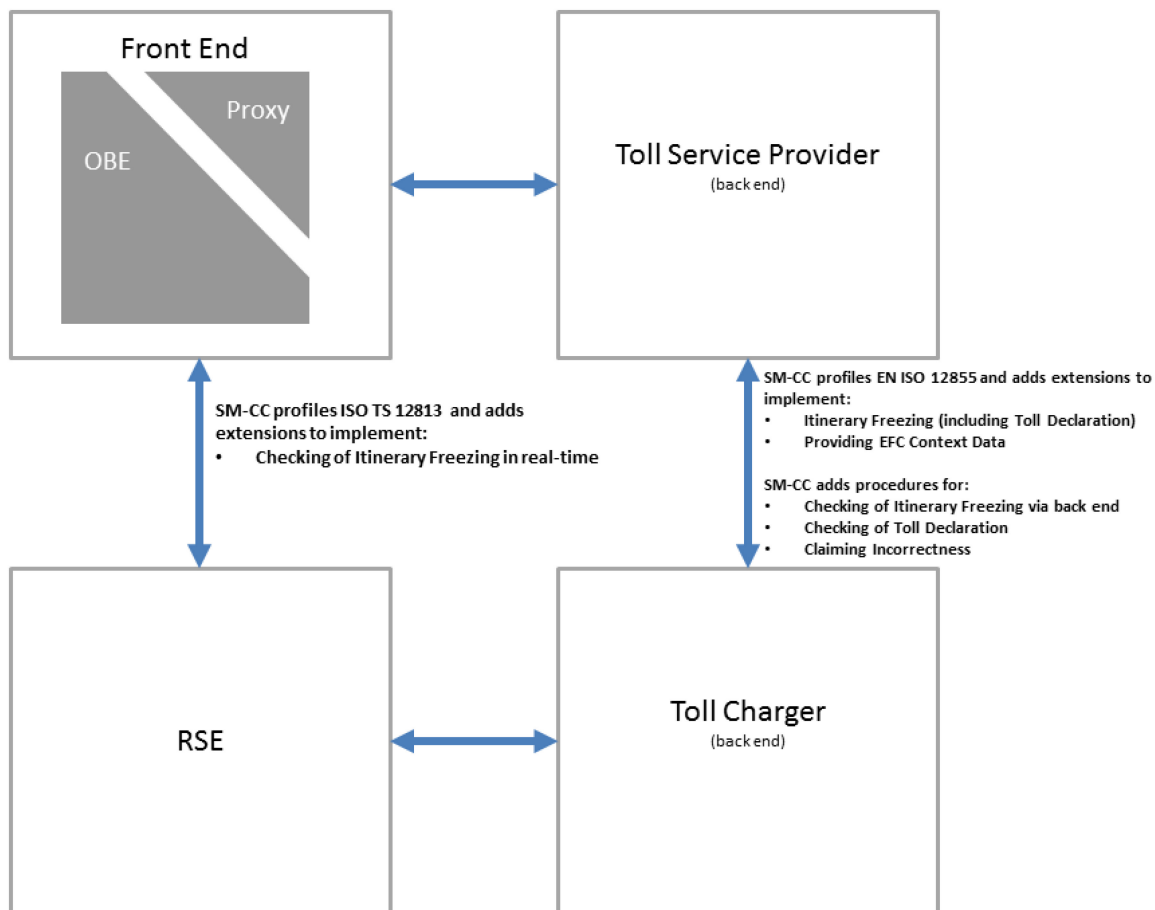 Front End
Proxy
OBE
Toll Service Provider
(back end)
SM-CC profiles ISO TS 12813 and adds
extensions to implement:
• Checking of Itinerary Freezing in real-time
SM-CC profiles EN ISO 12855 and adds extensions to
implement:
• Itinerary Freezing (including Toll Declaration)
• Providing EFC Context Data
SM-CC adds procedures for:
• Checking of Itinerary Freezing via back end
• Checking of Toll Declaration
• Claiming Incorrectness
RSE
Toll Charger
(back end)